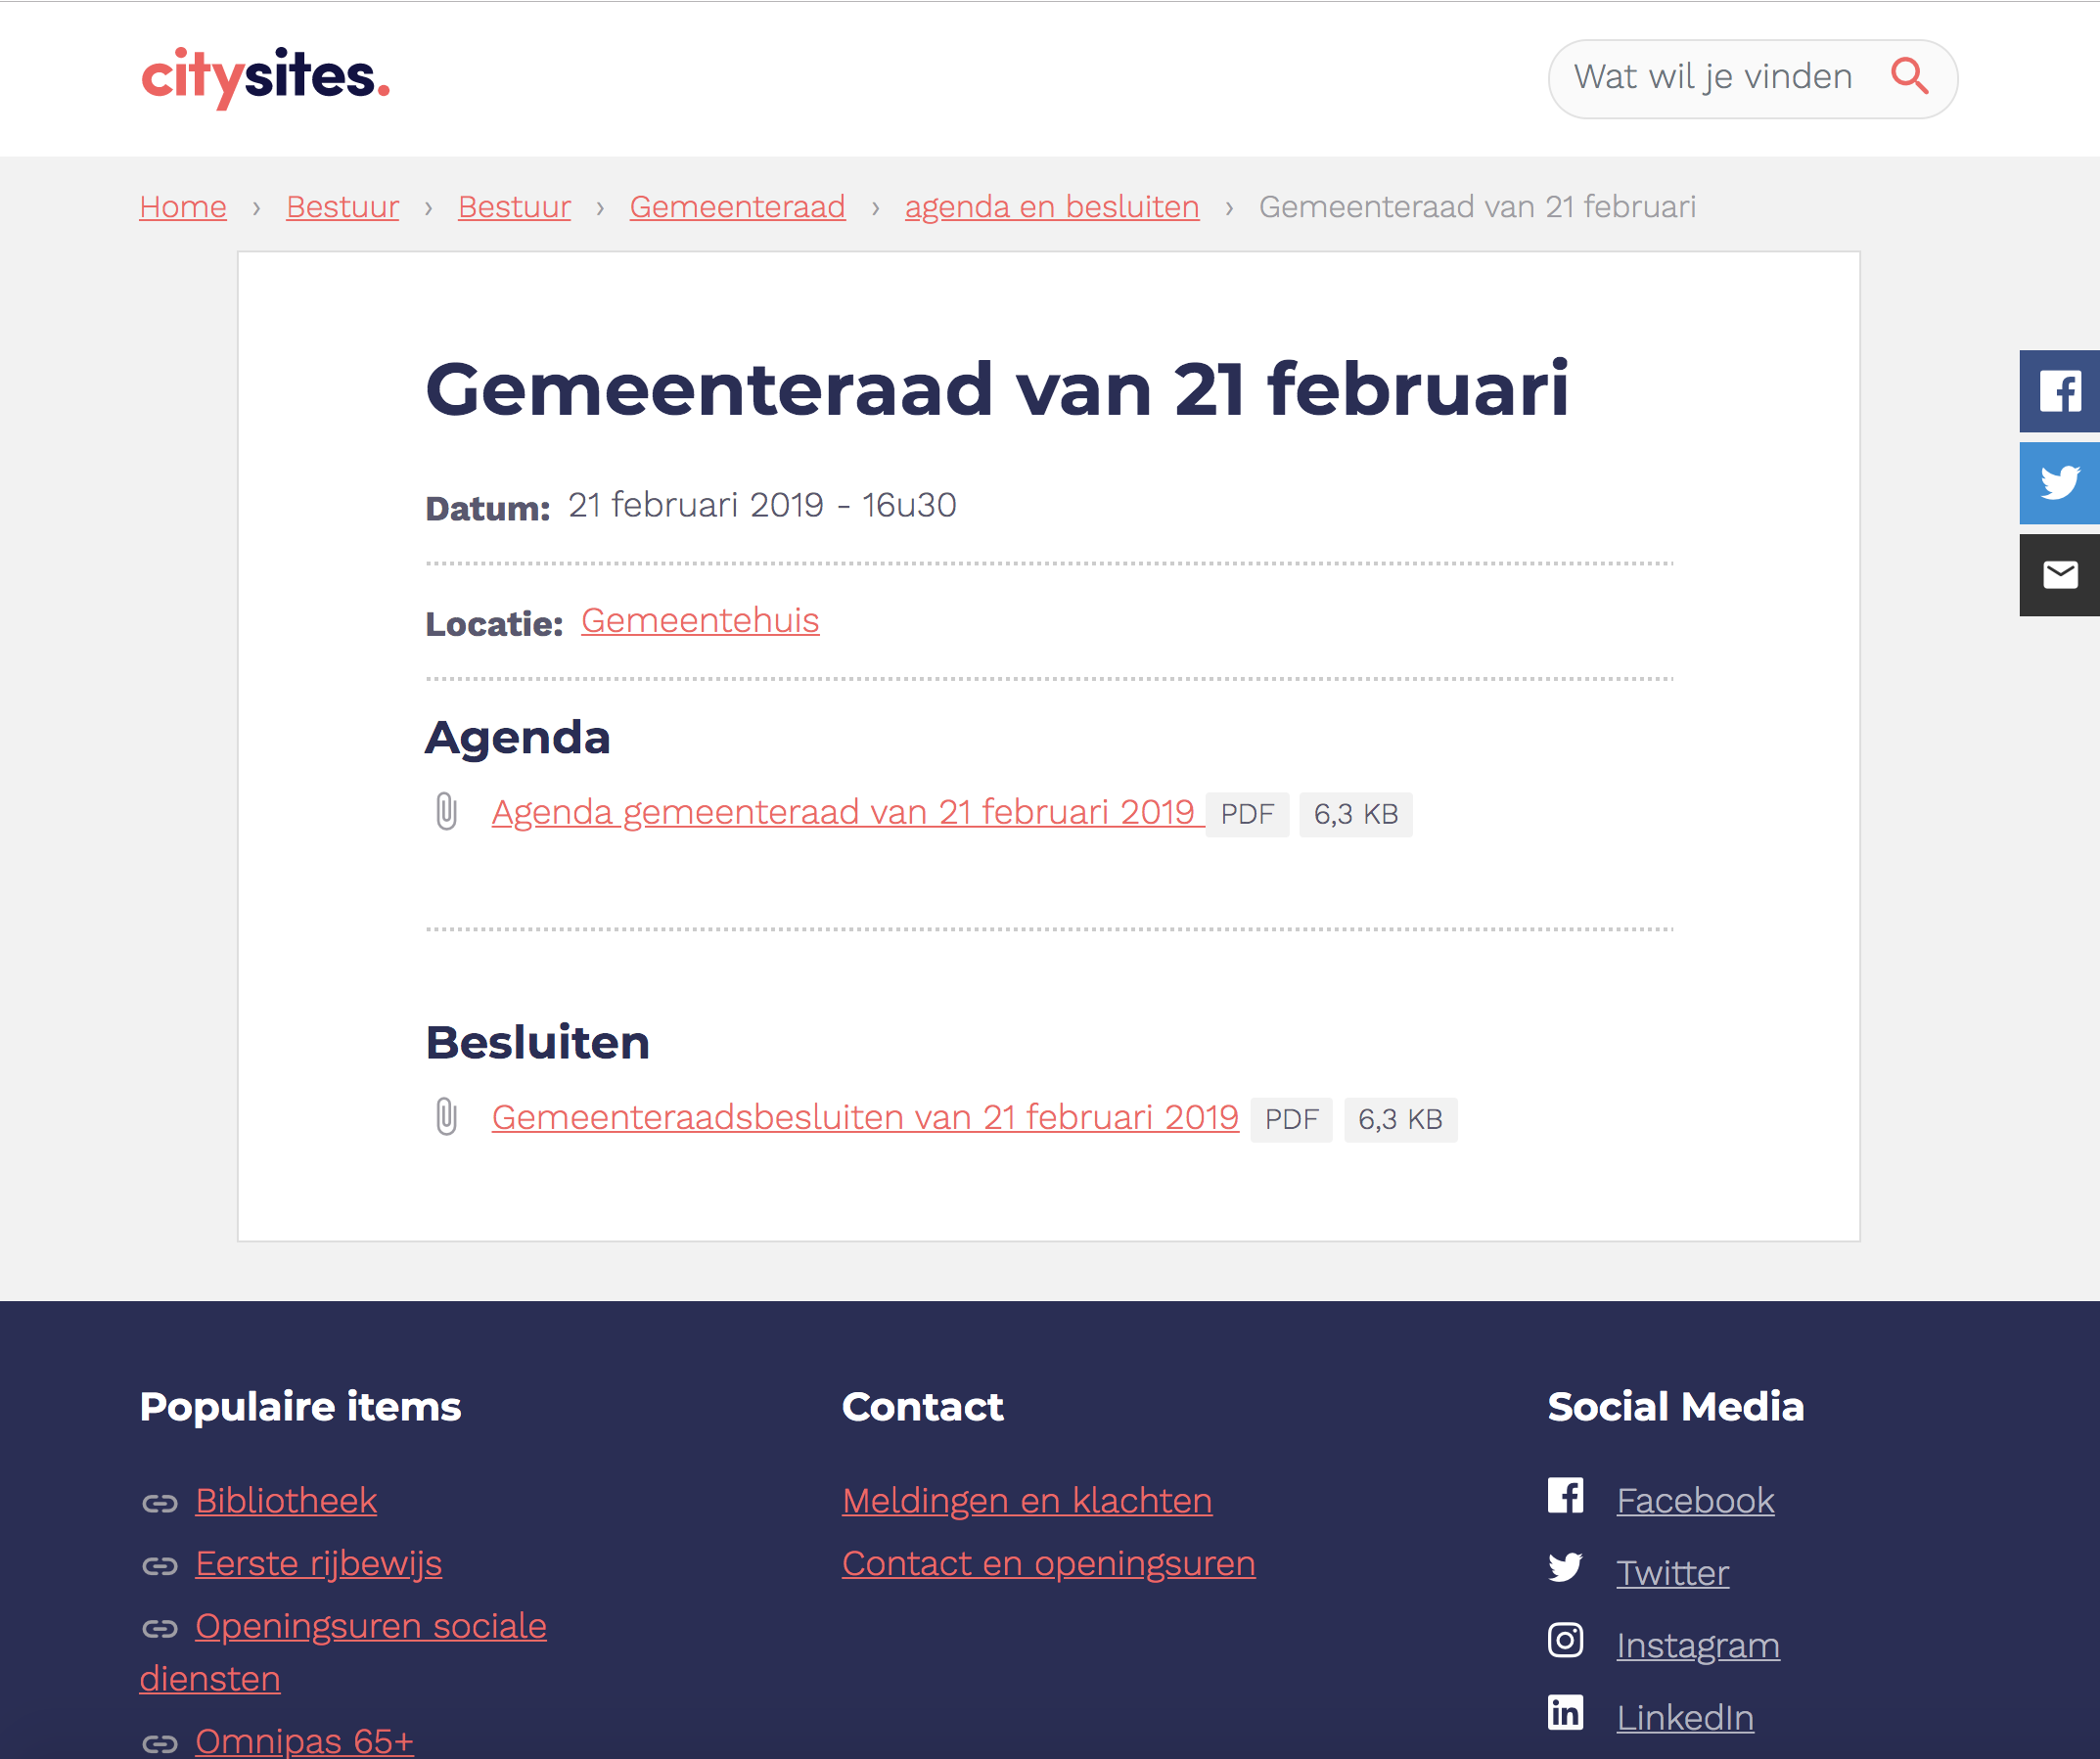 citysites.
Wat wil je vinden
Home › Bestuur › Bestuur › Gemeenteraad › agenda en besluiten › Gemeenteraad van 21 februari
Gemeenteraad van 21 februari
Datum: 21 februari 2019 - 16u30
Locatie: Gemeentehuis
Agenda
Agenda gemeenteraad van 21 februari 2019 PDF 6,3 KB
Besluiten
Gemeenteraadsbesluiten van 21 februari 2019 PDF 6,3 KB
Populaire items
Bibliotheek
Eerste rijbewijs
Openingsuren sociale
diensten
Omnipas 65+
Contact
Meldingen en klachten
Contact en openingsuren
Social Media
Facebook
Twitter
Instagram
LinkedIn